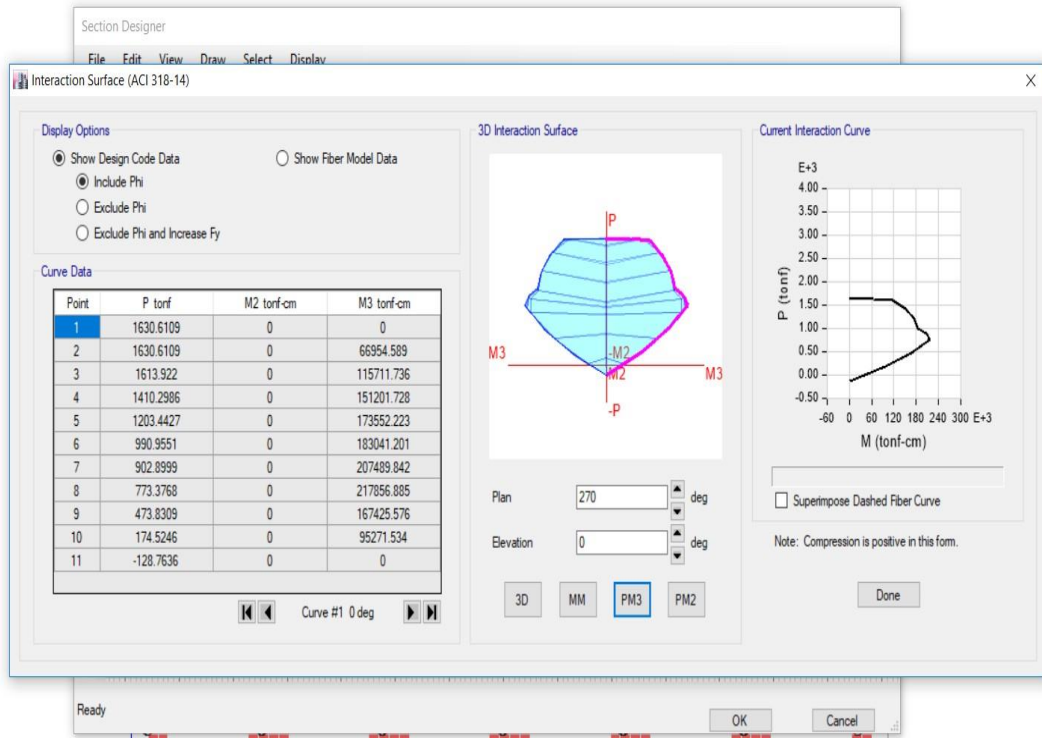 Section Designer
File Edit View Draw Select Display
Interaction Surface (ACI 318-14) X
Display Options
Show Design Code Data Show Fiber Model Data
Include Phi
Exclude Phi
Exclude Phi and Increase Fy
Curve Data
Point P tonf M2 tonf-cm M3 tonf-cm
1 1630.6109 0 0
2 1630.6109 0 66954.589
3 1613.922 0 115711.736
4 1410.2986 0 151201.728
5 1203.4427 0 173552.223
6 990.9551 0 183041.201
7 902.8999 0 207489.842
8 773.3768 0 217856.885
9 473.8309 0 167425.576
10 174.5246 0 95271.534
11 -128.7636 0 0
Curve #1 0 deg
3D Interaction Surface
P
M3 -M2
M2 M3
-P
Plan 270 deg
Elevation 0 deg
3D MM PM3 PM2
Current Interaction Curve
E+3
4.00
3.50
3.00
2.50
2.00
1.50
1.00
0.50
0.00
-0.50
P (tonf)
-60 0 60 120 180 240 300 E+3
M (tonf-cm)
Superimpose Dashed Fiber Curve
Note: Compression is positive in this form.
Done
Ready
OK Cancel